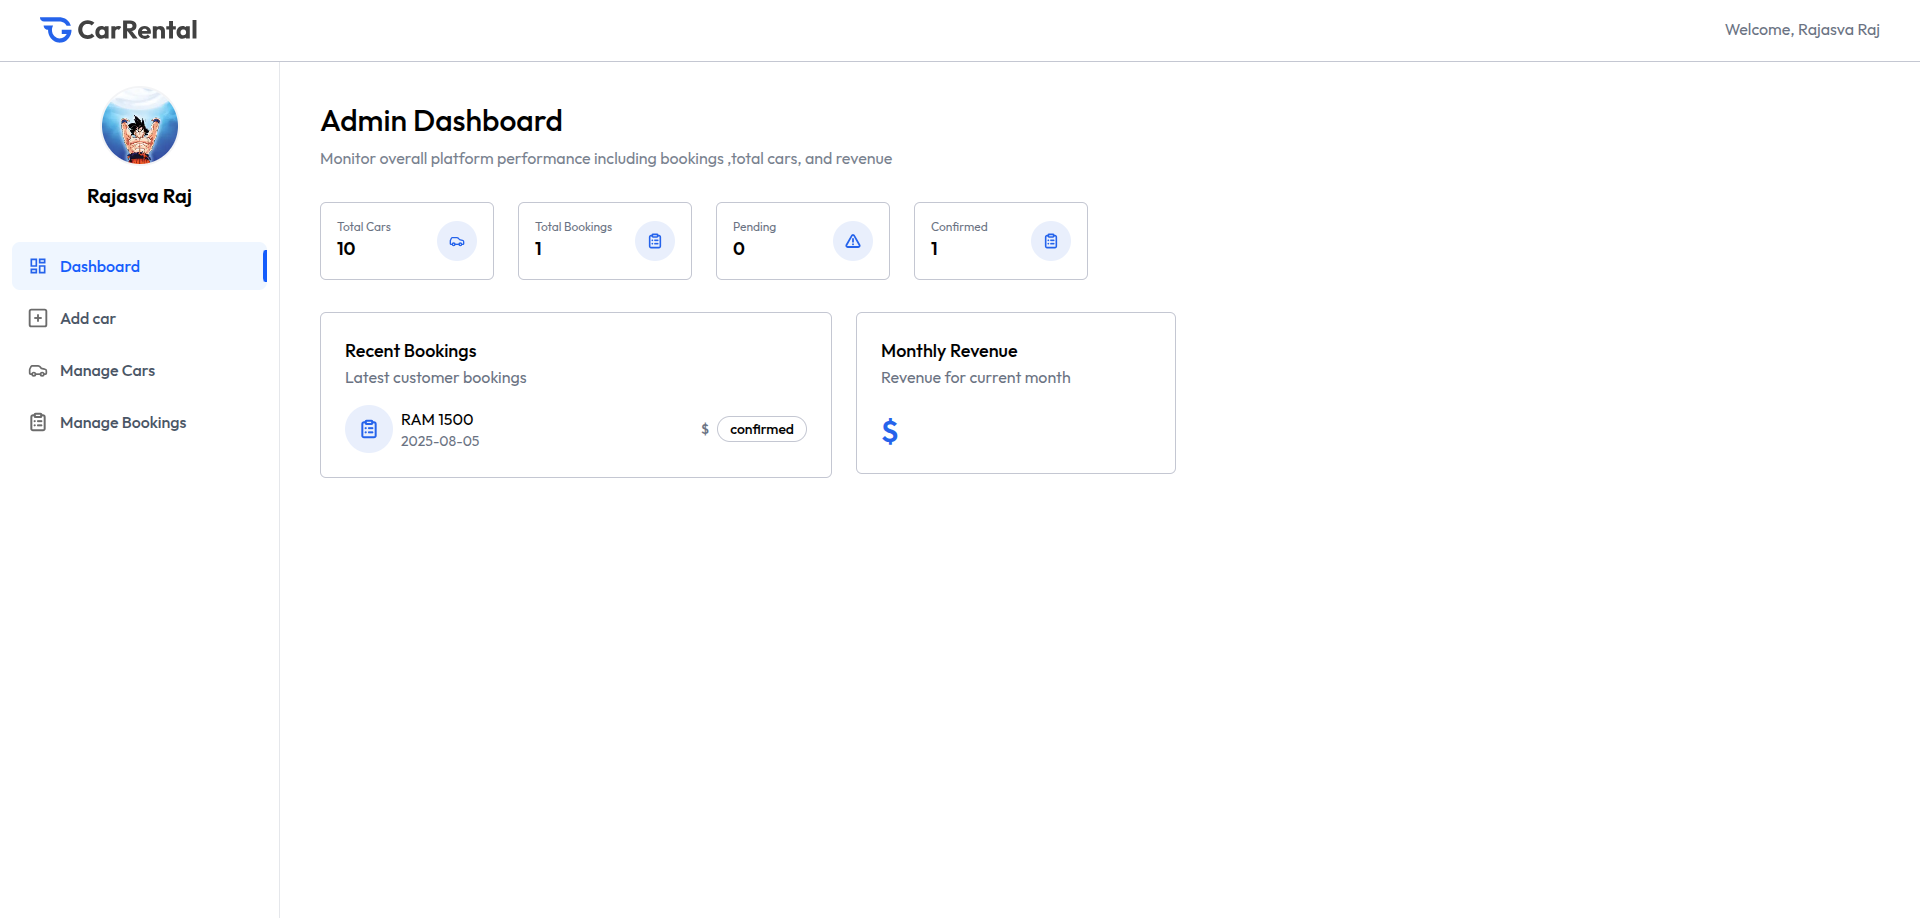 CarRental
Welcome, Rajasva Raj
Rajasva Raj
Dashboard
Add car
Manage Cars
Manage Bookings
Admin Dashboard
Monitor overall platform performance including bookings ,total cars, and revenue
Total Cars
10
Total Bookings
1
Pending
0
Confirmed
1
Recent Bookings
Latest customer bookings
RAM 1500
2025-08-05
$ confirmed
Monthly Revenue
Revenue for current month
$